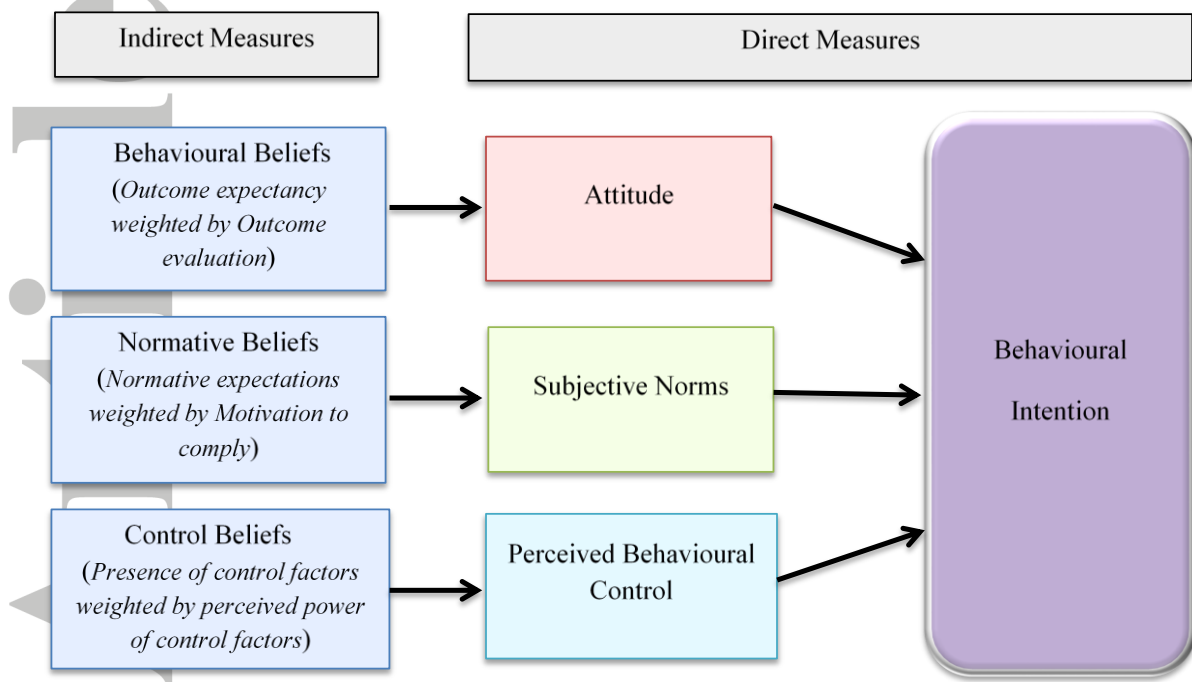 Indirect Measures
Direct Measures
Behavioural Beliefs
(Outcome expectancy
weighted by Outcome
evaluation)
Attitude
Normative Beliefs
(Normative expectations
weighted by Motivation to
comply)
Subjective Norms
Behavioural
Intention
Control Beliefs
(Presence of control factors
weighted by perceived power
of control factors)
Perceived Behavioural
Control